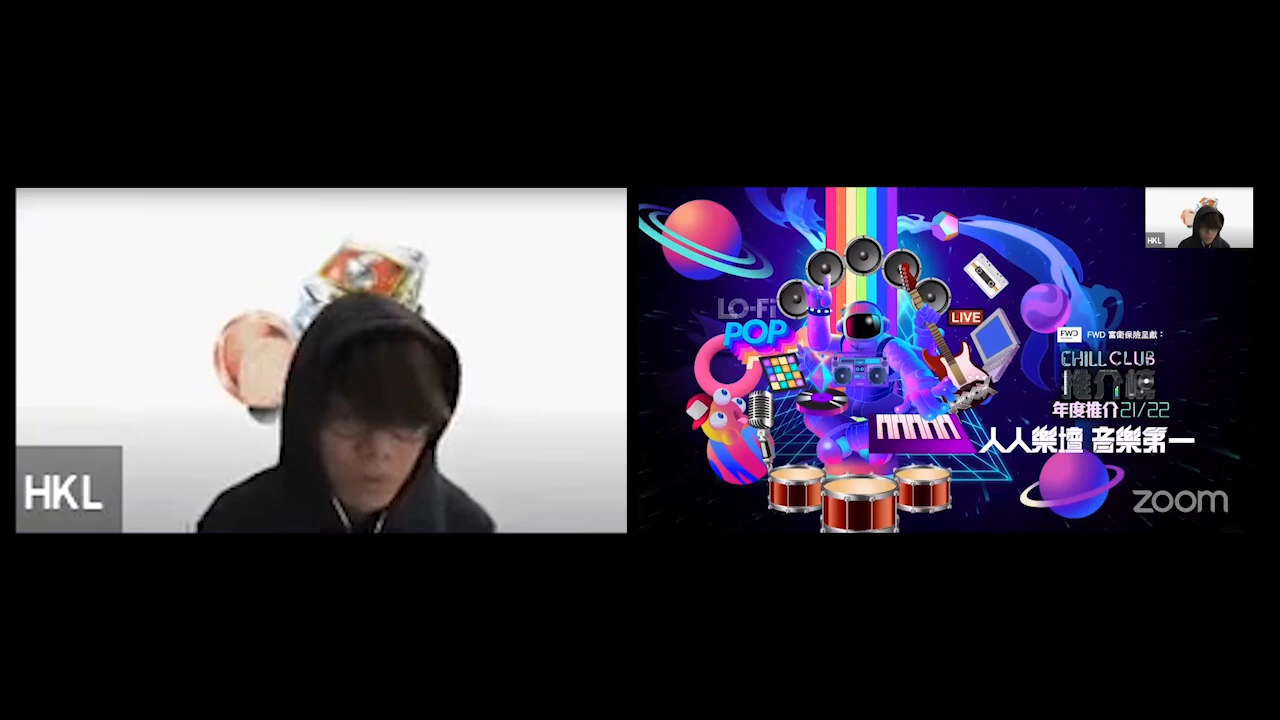 HKL
HKL
LO-Fi
POP
LIVE
FWD FWD 富衛保險呈獻：
CHILL CLUB
推介榜
年度推介21/22
人人樂壇 音樂第一
zoom